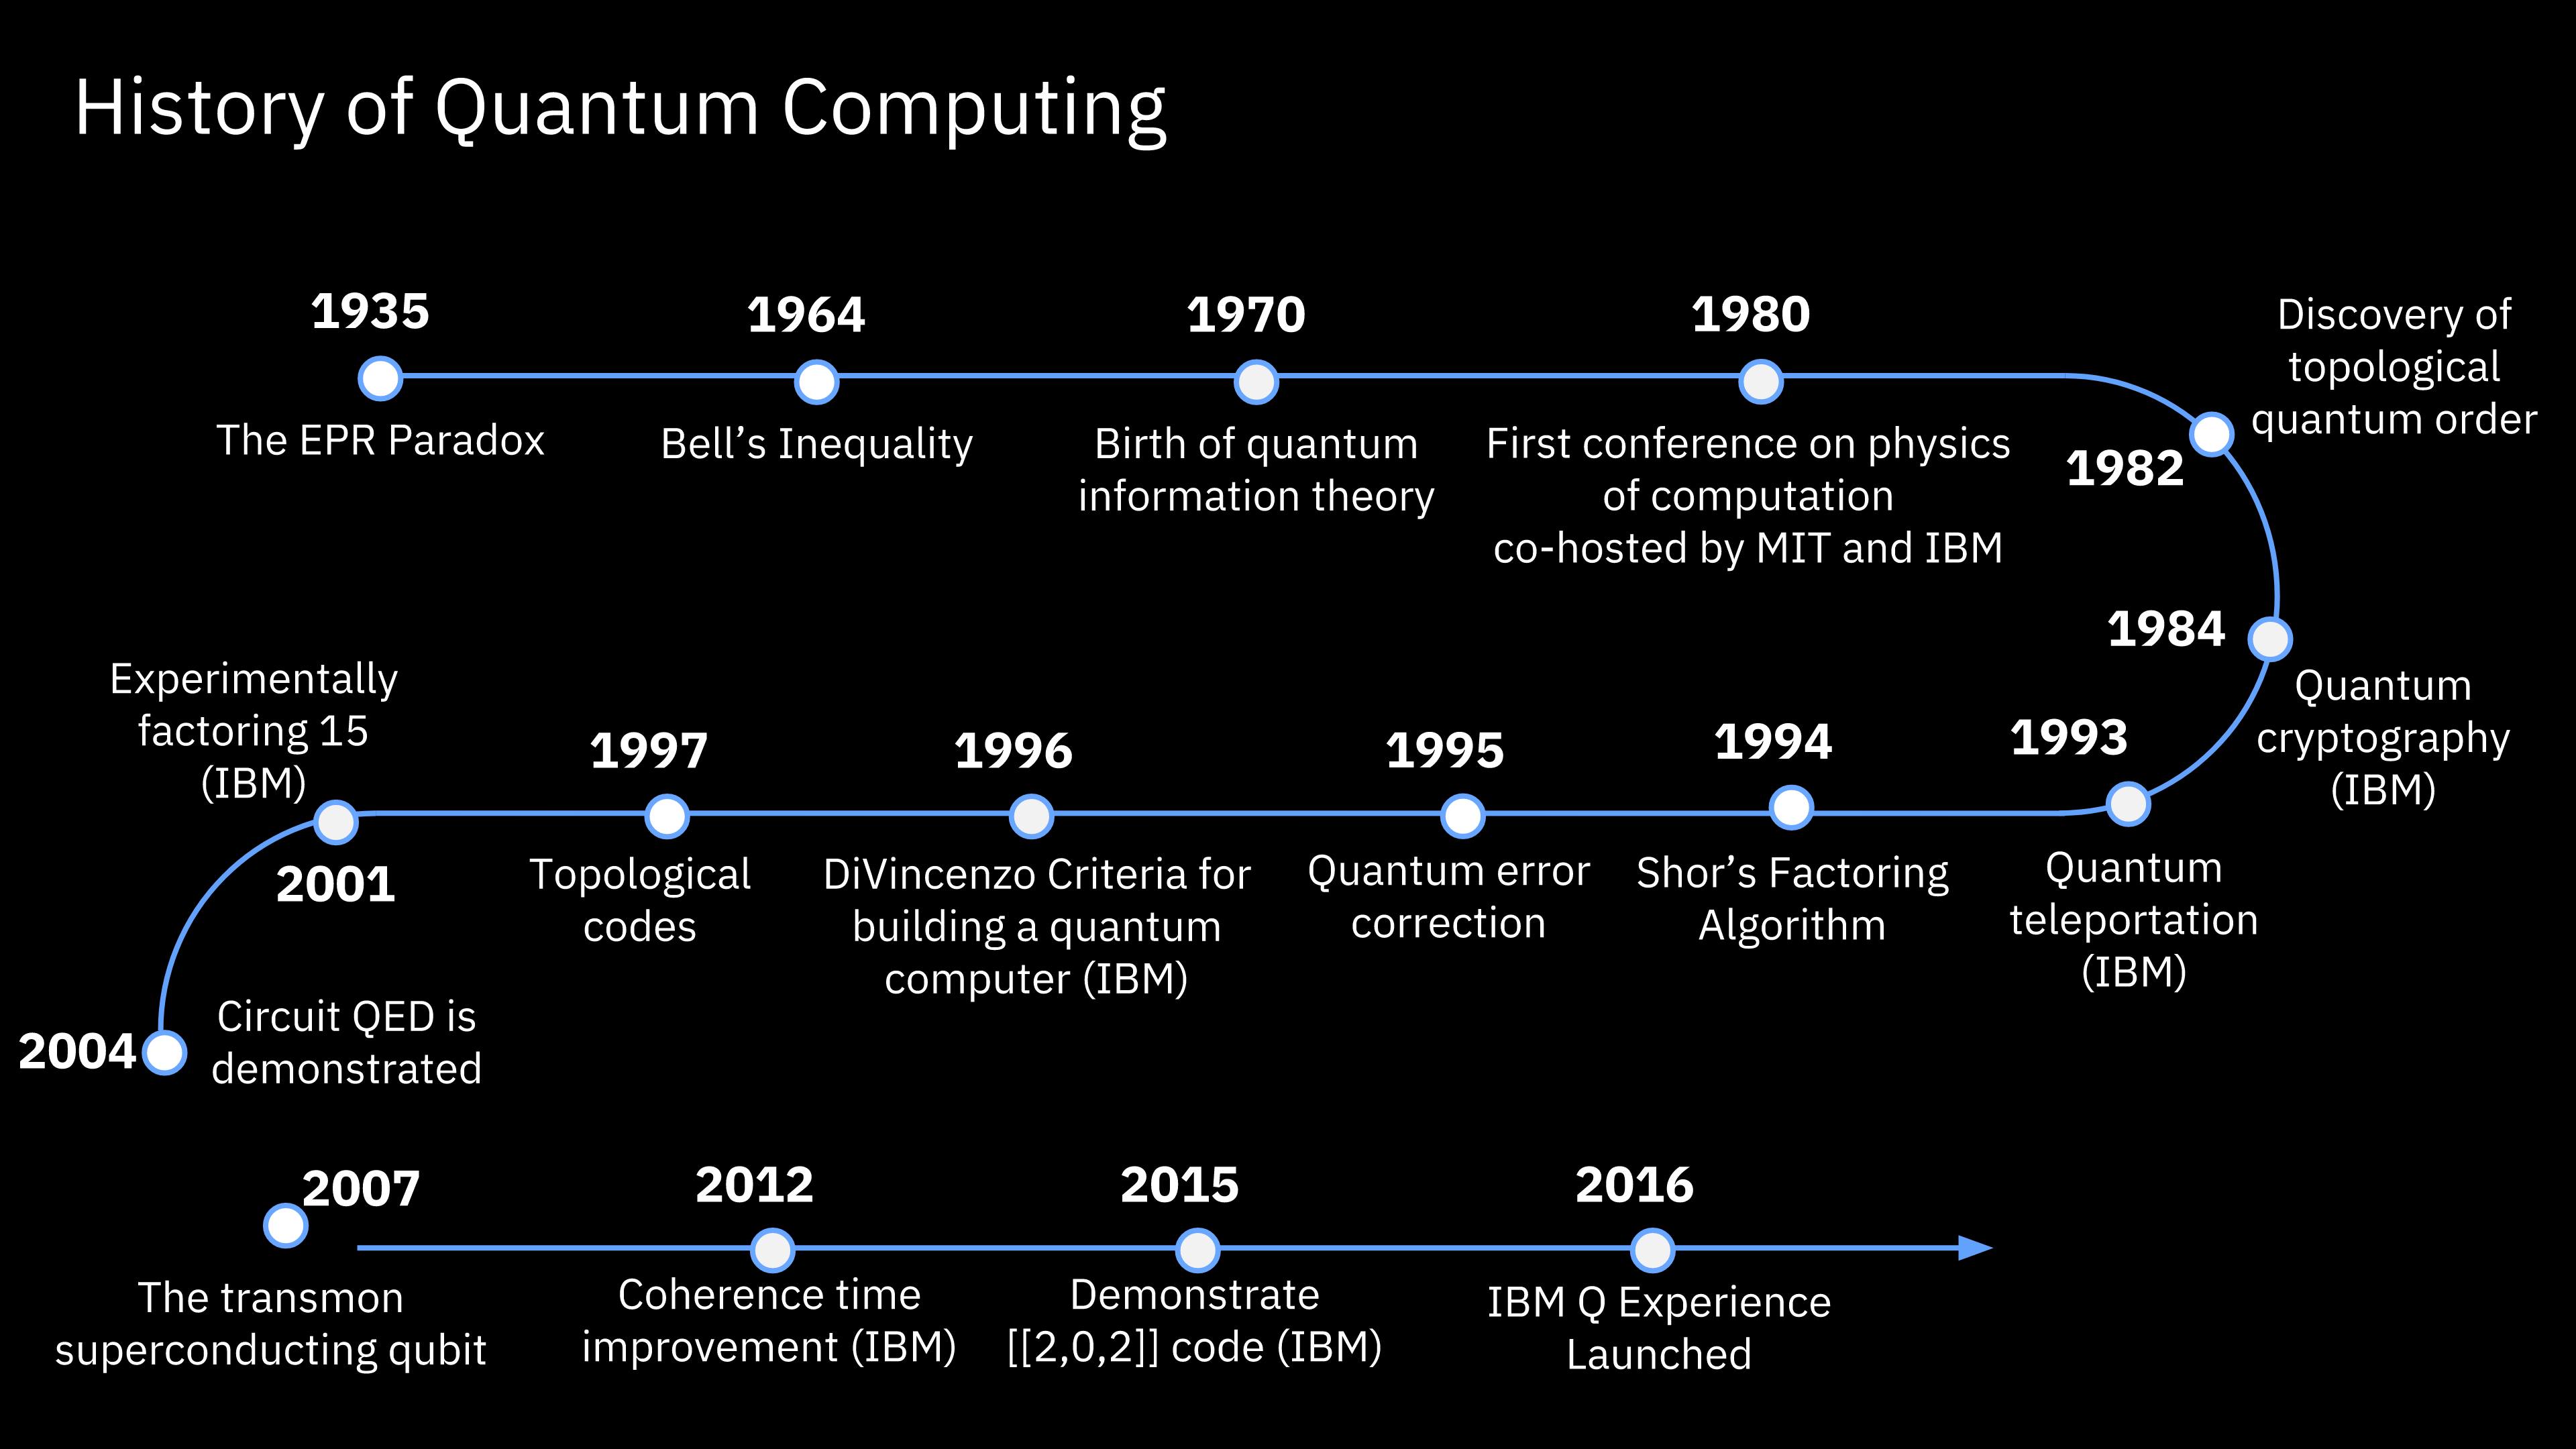 History of Quantum Computing
1935
The EPR Paradox
1964
Bell’s Inequality
1970
Birth of quantum
information theory
1980
First conference on physics
of computation
co-hosted by MIT and IBM
1982
Discovery of
topological
quantum order
1984
Quantum
cryptography
(IBM)
1993
Quantum
teleportation
(IBM)
1994
Shor’s Factoring
Algorithm
1995
Quantum error
correction
1996
DiVincenzo Criteria for
building a quantum
computer (IBM)
1997
Topological
codes
Experimentally
factoring 15
(IBM)
2001
2004
Circuit QED is
demonstrated
2007
The transmon
superconducting qubit
2012
Coherence time
improvement (IBM)
2015
Demonstrate
[[2,0,2]] code (IBM)
2016
IBM Q Experience
Launched